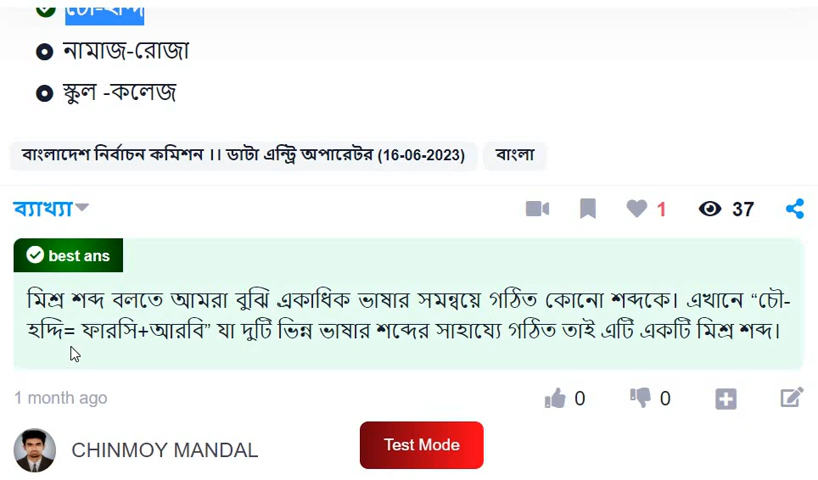 চৌ-হদ্দি
নামাজ-রোজা
স্কুল -কলেজ
বাংলাদেশ নির্বাচন কমিশন ।। ডাটা এন্ট্রি অপারেটর (16-06-2023) বাংলা
ব্যাখ্যা 1 37
best ans
মিশ্র শব্দ বলতে আমরা বুঝি একাধিক ভাষার সমন্বয়ে গঠিত কোনো শব্দকে। এখানে “চৌ-
হদ্দি= ফারসি+আরবি” যা দুটি ভিন্ন ভাষার শব্দের সাহায্যে গঠিত তাই এটি একটি মিশ্র শব্দ।
1 month ago 0 0
CHINMOY MANDAL Test Mode